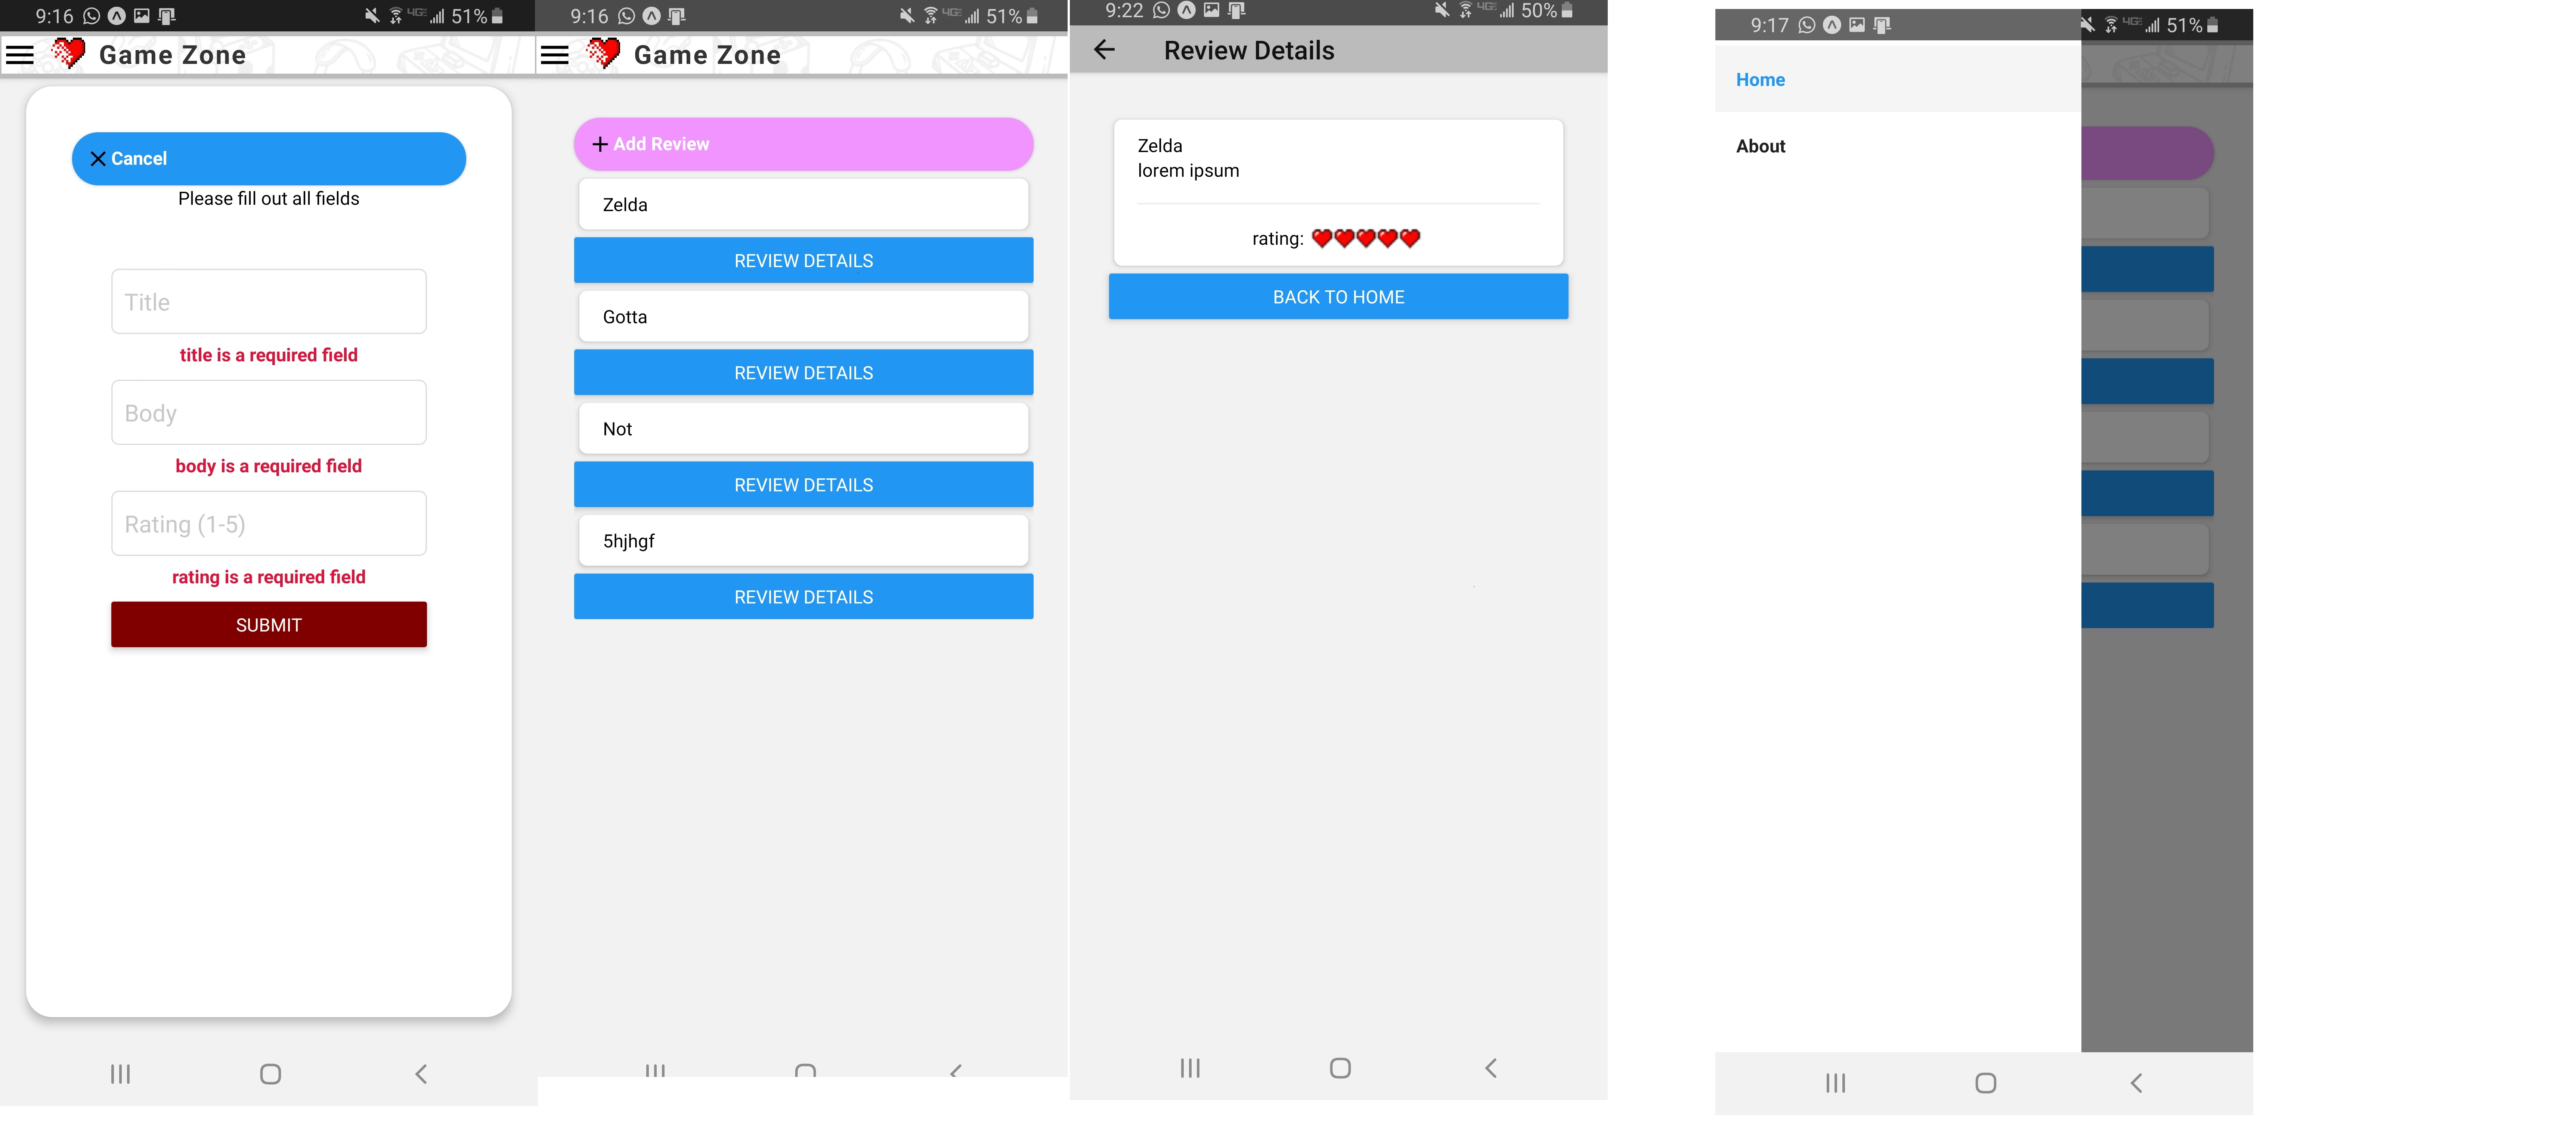 9:16 51%
Game Zone
Cancel
Please fill out all fields
Title
title is a required field
Body
body is a required field
Rating (1-5)
rating is a required field
SUBMIT
9:16 51%
Game Zone
Add Review
Zelda
REVIEW DETAILS
Gotta
REVIEW DETAILS
Not
REVIEW DETAILS
5hjhgf
REVIEW DETAILS
9:22 4GE 50%
Review Details
Zelda
lorem ipsum
rating:
BACK TO HOME
9:17 51%
Home
About